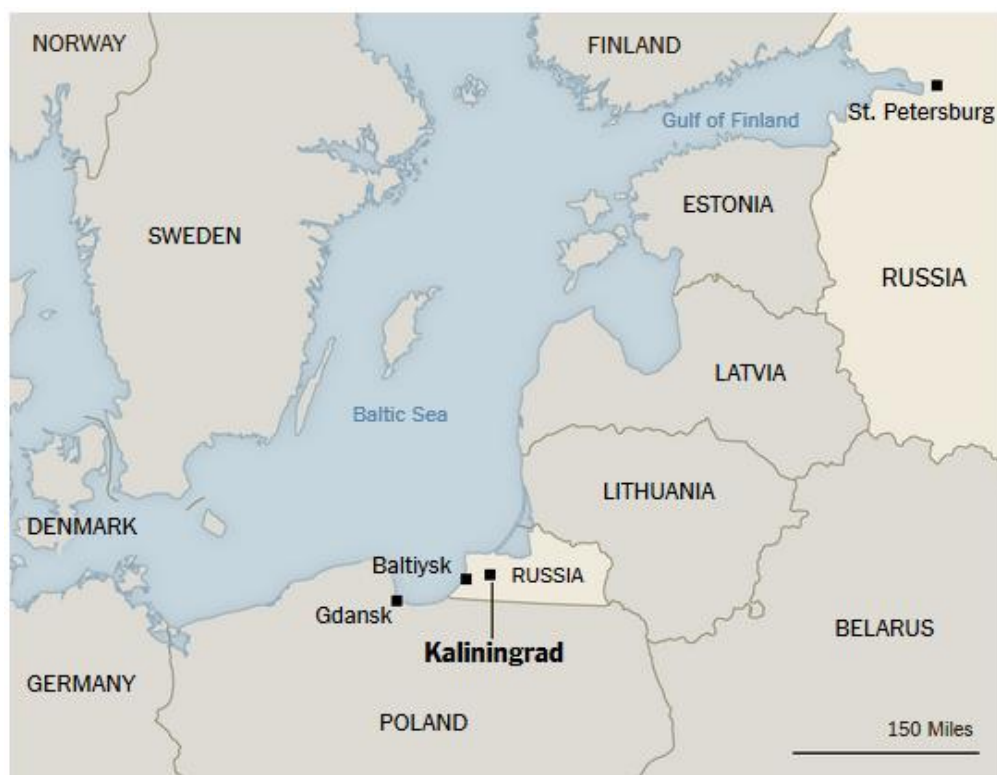 NORWAY
FINLAND
St. Petersburg
Gulf of Finland
ESTONIA
SWEDEN
RUSSIA
LATVIA
Baltic Sea
LITHUANIA
DENMARK
Baltiysk
RUSSIA
Gdansk
BELARUS
Kaliningrad
GERMANY
POLAND
150 Miles